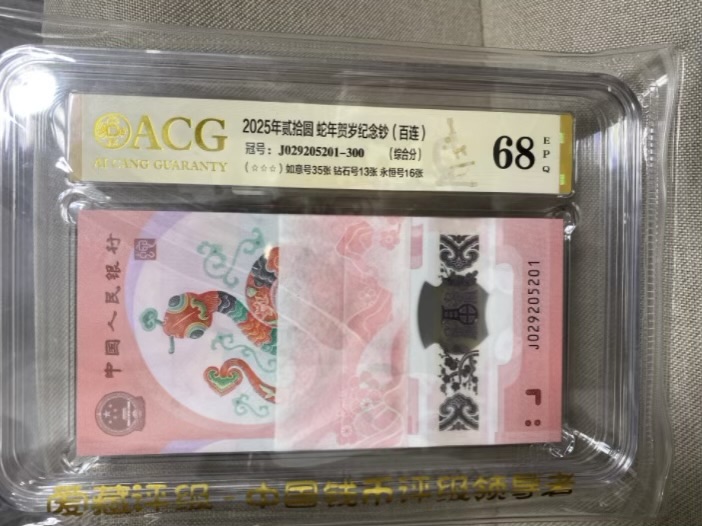 ACG
AI CANG GUARANTY
2025年贰拾圆 蛇年贺岁纪念钞（百连）
冠号：J029205201-300 （综合分）
（☆☆☆）如意号35张 钻石号13张 永恒号16张
68
EPQ
中国人民银行
J029205201
爱藏评级·中国钱币评级领导者